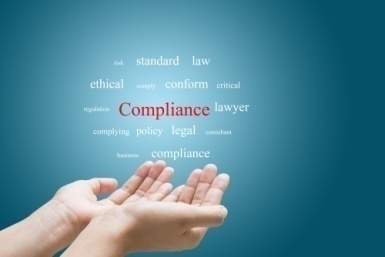 risk standard law
ethical comply conform critical
regulation Compliance lawyer
complying policy legal consultant
business compliance